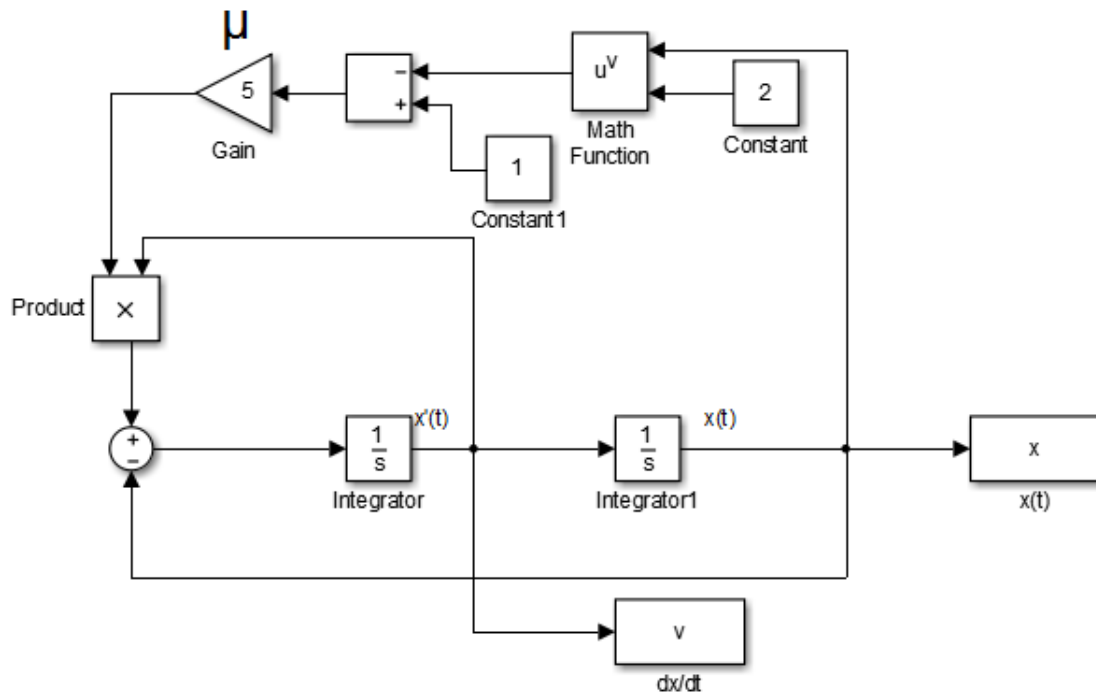 μ
5
Gain
−
+
u^v
Math
Function
2
Constant
1
Constant1
Product
×
+
−
1
s
Integrator
x'(t)
1
s
Integrator1
x(t)
x
x(t)
v
dx/dt